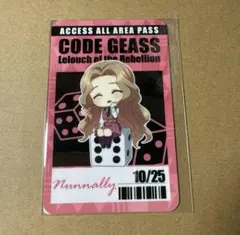 ACCESS ALL AREA PASS
CODE GEASS
Lelouch of the Rebellion
Nunnally
10/25